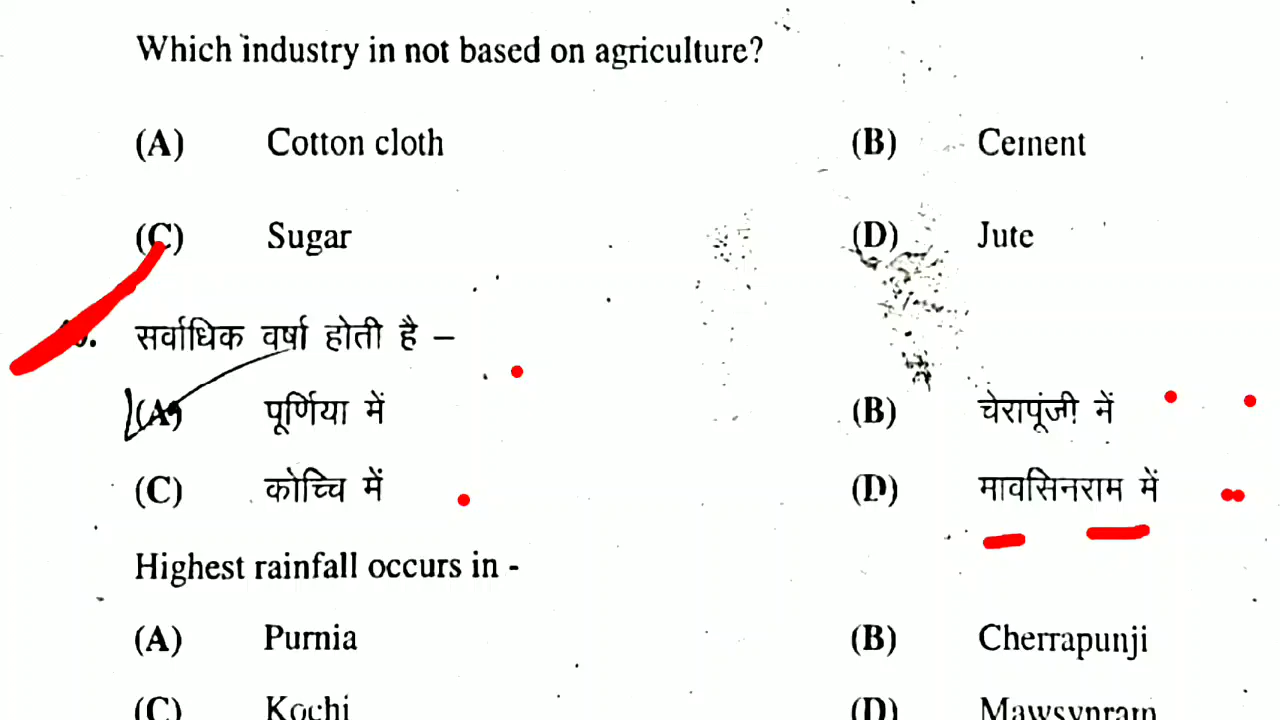 Which industry in not based on agriculture?
(A) Cotton cloth (B) Cement
(C) Sugar (D) Jute
सर्वाधिक वर्षा होती है –
(A) पूर्णिया में (B) चेरापूंजी में
(C) कोच्चि में (D) मावसिनराम में
Highest rainfall occurs in -
(A) Purnia (B) Cherrapunji
(C) Kochi (D) Mawsynram